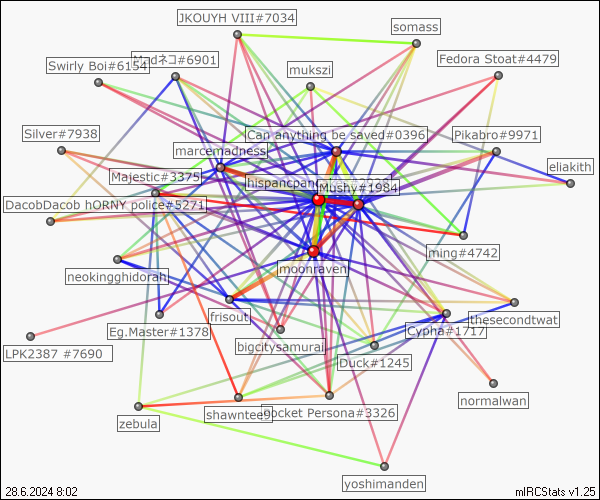 JKOUYH VIII#7034
somass
Swirly Boi#6154
Madネコ#6901
mukszi
Fedora Stoat#4479
Silver#7938
Can anything be saved#0396
Pikabro#9971
marcemadness
eliakith
Majestic#3375
Mushy#1984
DacobDacob hORNY police#5271
ming#4742
moonraven
neokingghidorah
frisout
thesecondtwat
Eg.Master#1378
Cypha#1717
bigcitysamurai
LPK2387 #7690
Duck#1245
normalwan
zebula
shawntee
pocket Persona#3326
yoshimanden
28.6.2024 8:02
mIRCStats v1.25